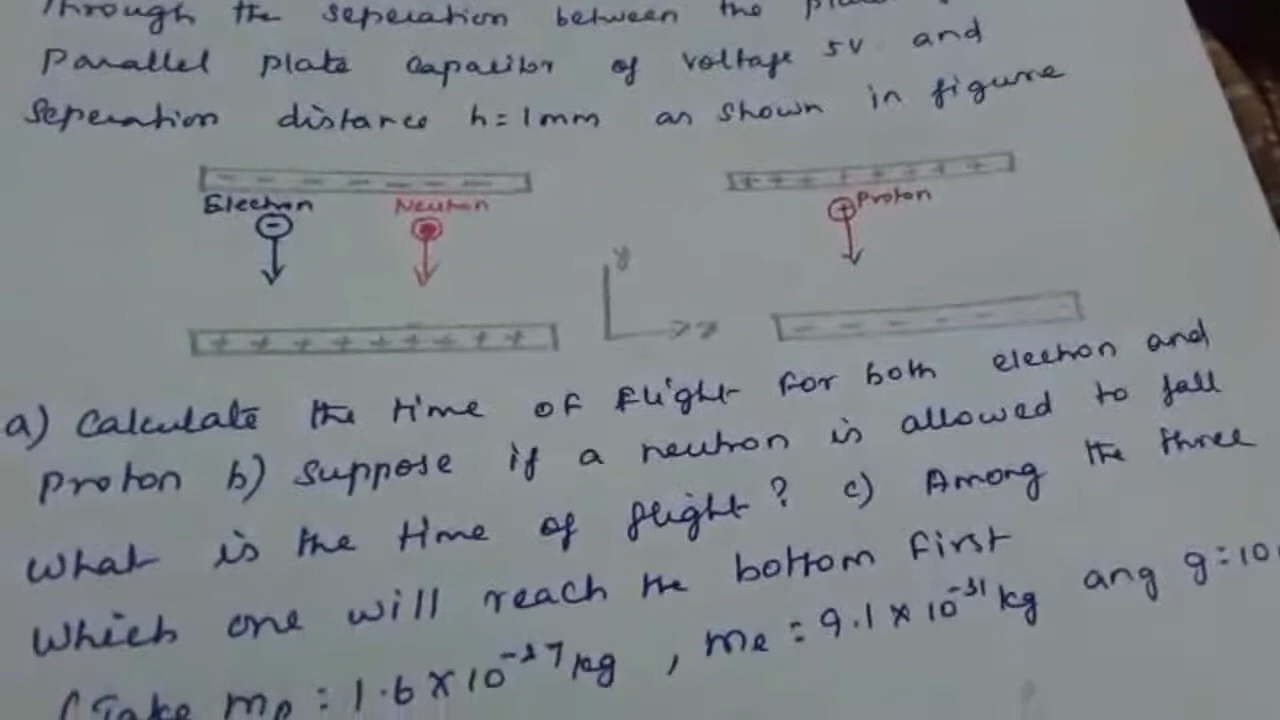 Through the seperation between the
Parallel plate capacitor of voltage 5V and
Seperation distance h=1mm as shown in figure
- - - - - - -
+ + + + + + +
Electron
Neutron
Proton
-
+
y
x
+ + + + + + + +
- - - - - -
a) Calculate the time of flight for both electron and
Proton b) Suppose if a neutron is allowed to fall
What is the time of flight? c) Among the three
Which one will reach the bottom first
(Take mp = 1.6 x 10^-27 kg, me = 9.1 x 10^-31 kg ang g=10